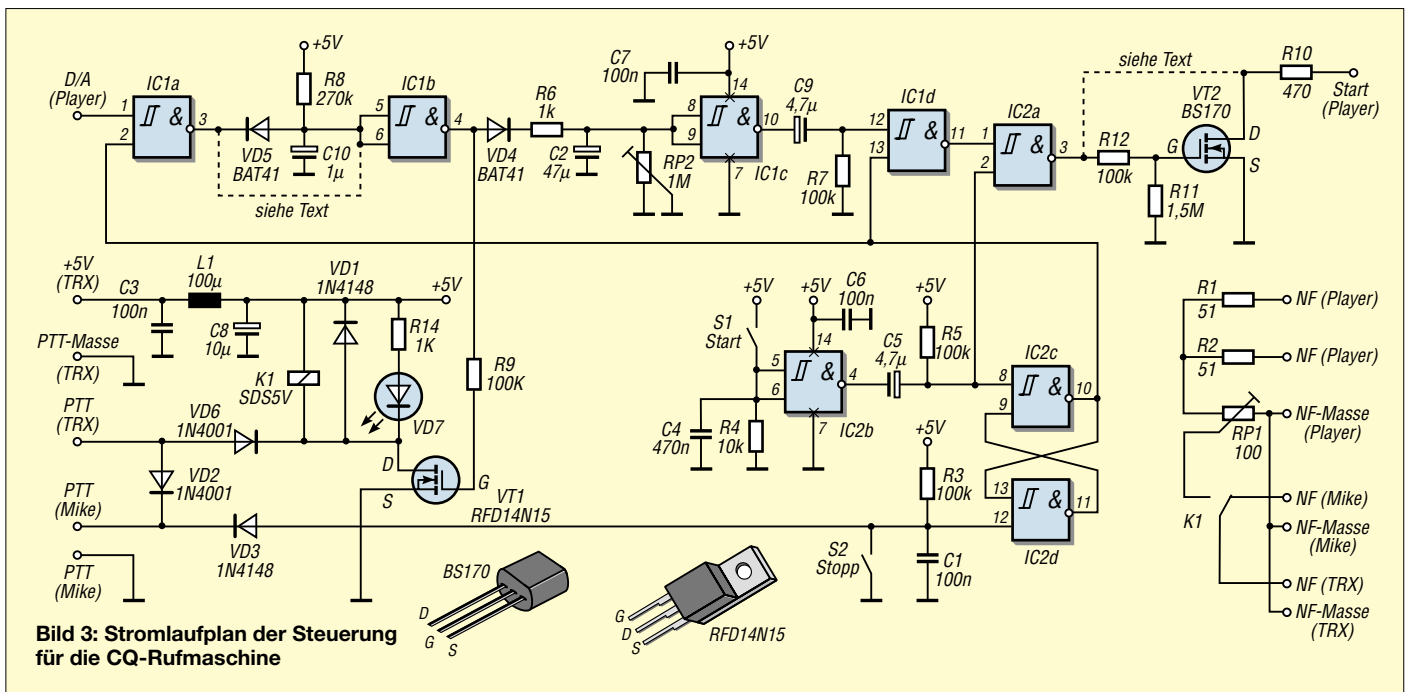 D/A
(Player)
1
2
IC1a
&
3
VD5
BAT41
siehe Text
+5V
R8
270k
C10
1µ
5
6
IC1b
&
4
VD4
BAT41
R6
1k
C2
47µ
RP2
1M
C7
100n
+5V
14
8
9
&
10
7
IC1c
C9
4,7µ
R7
100k
12
13
IC1d
&
11
1
2
IC2a
&
3
siehe Text
R12
100k
R11
1,5M
VT2
BS170
G
D
S
R10
470
Start
(Player)
+5V
(TRX)
C3
100n
L1
100µ
C8
10µ
VD1
1N4148
+5V
R14
1K
K1
SDS5V
VD7
R9
100K
PTT-Masse
(TRX)
PTT
(TRX)
VD6
1N4001
VD2
1N4001
PTT
(Mike)
VD3
1N4148
PTT
(Mike)
D
S
G
VT1
RFD14N15
+5V
S1
Start
+5V
C6
100n
14
5
6
&
4
7
IC2b
C4
470n
R4
10k
C5
4,7µ
+5V
R5
100k
8
9
IC2c
&
10
+5V
R3
100k
13
12
&
11
IC2d
S2
Stopp
C1
100n
R1
51
NF (Player)
R2
51
NF (Player)
RP1
100
NF-Masse
(Player)
K1
NF (Mike)
NF-Masse
(Mike)
NF (TRX)
NF-Masse
(TRX)
BS170
D
G
S
RFD14N15
G
D
S
Bild 3: Stromlaufplan der Steuerung
für die CQ-Rufmaschine